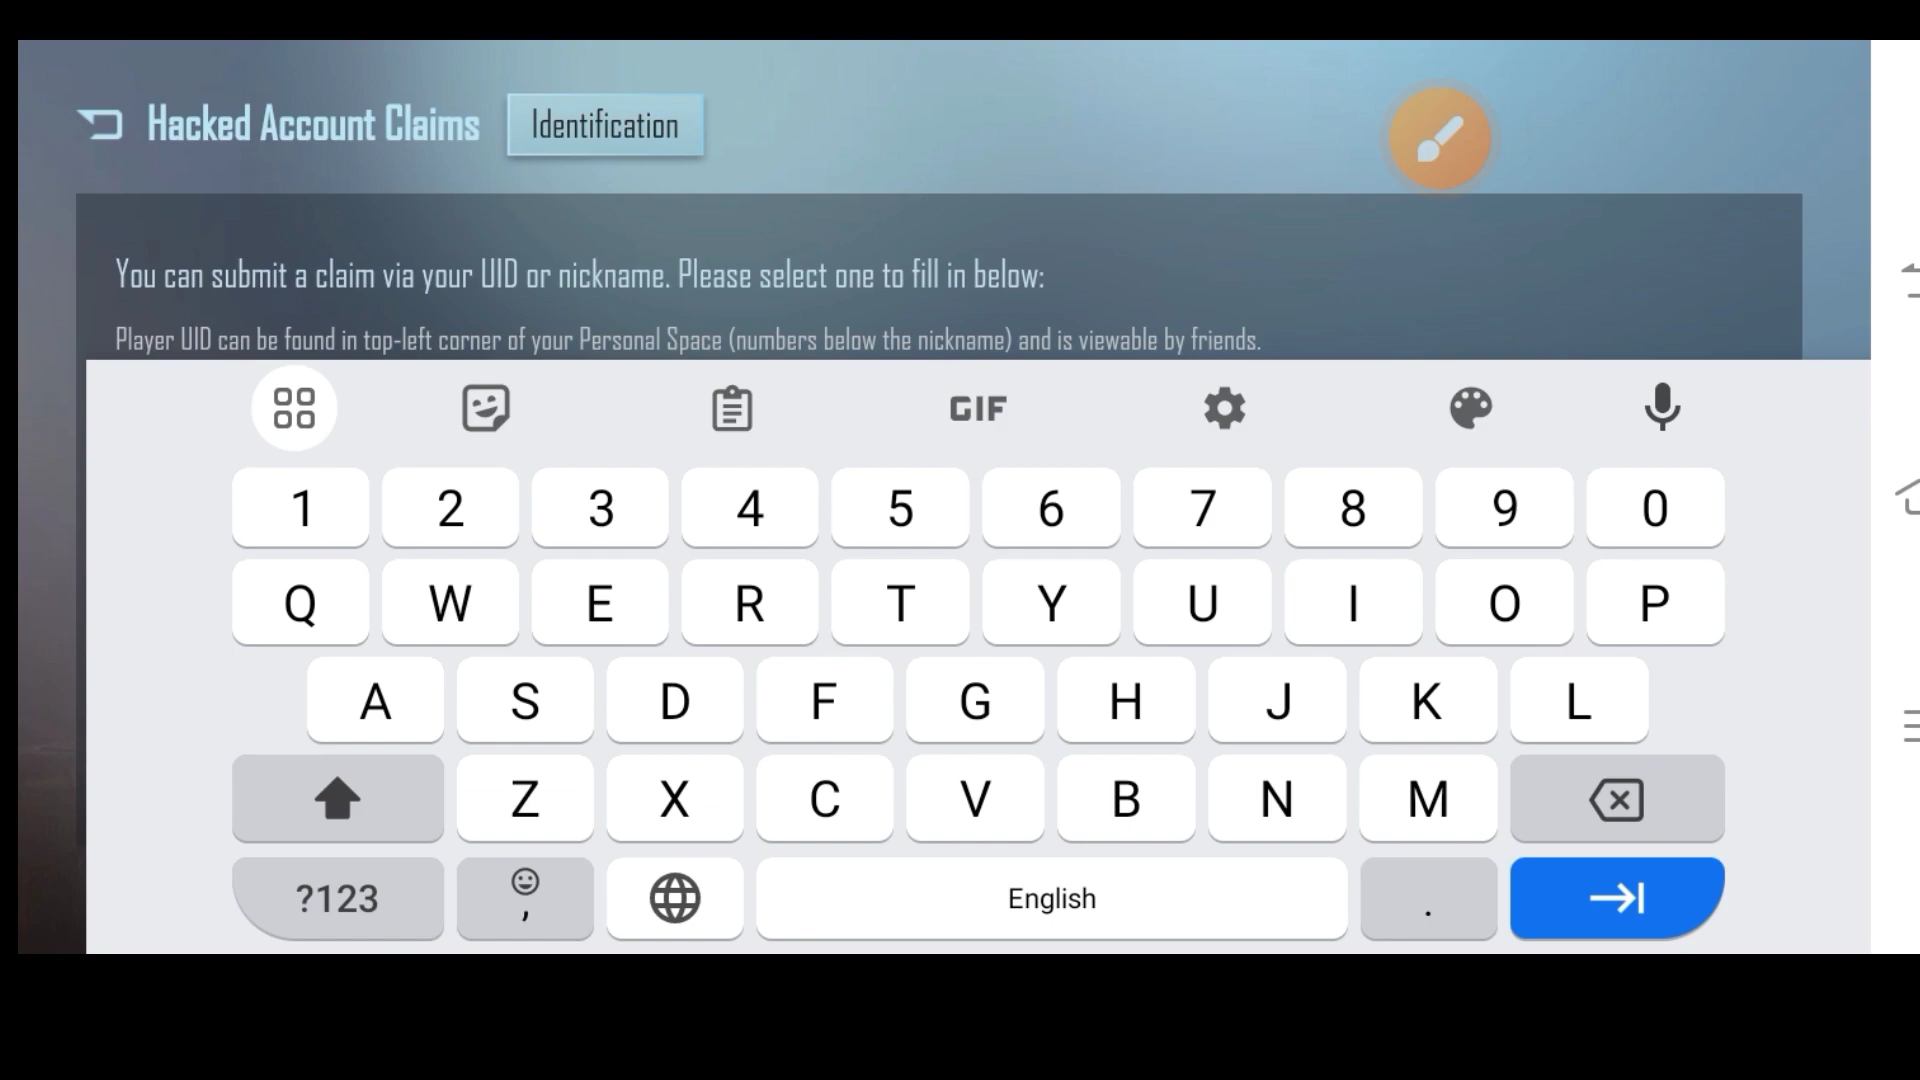 Hacked Account Claims Identification
You can submit a claim via your UID or nickname. Please select one to fill in below:
Player UID can be found in top-left corner of your Personal Space (numbers below the nickname) and is viewable by friends.
GIF
1 2 3 4 5 6 7 8 9 0
Q W E R T Y U I O P
A S D F G H J K L
Z X C V B N M
?123 , English .